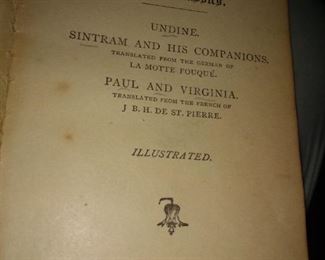 UNDINE.
SINTRAM AND HIS COMPANIONS.
TRANSLATED FROM THE GERMAN OF
LA MOTTE FOUQUÉ.
PAUL AND VIRGINIA.
TRANSLATED FROM THE FRENCH OF
J B. H. DE ST. PIERRE.
ILLUSTRATED.